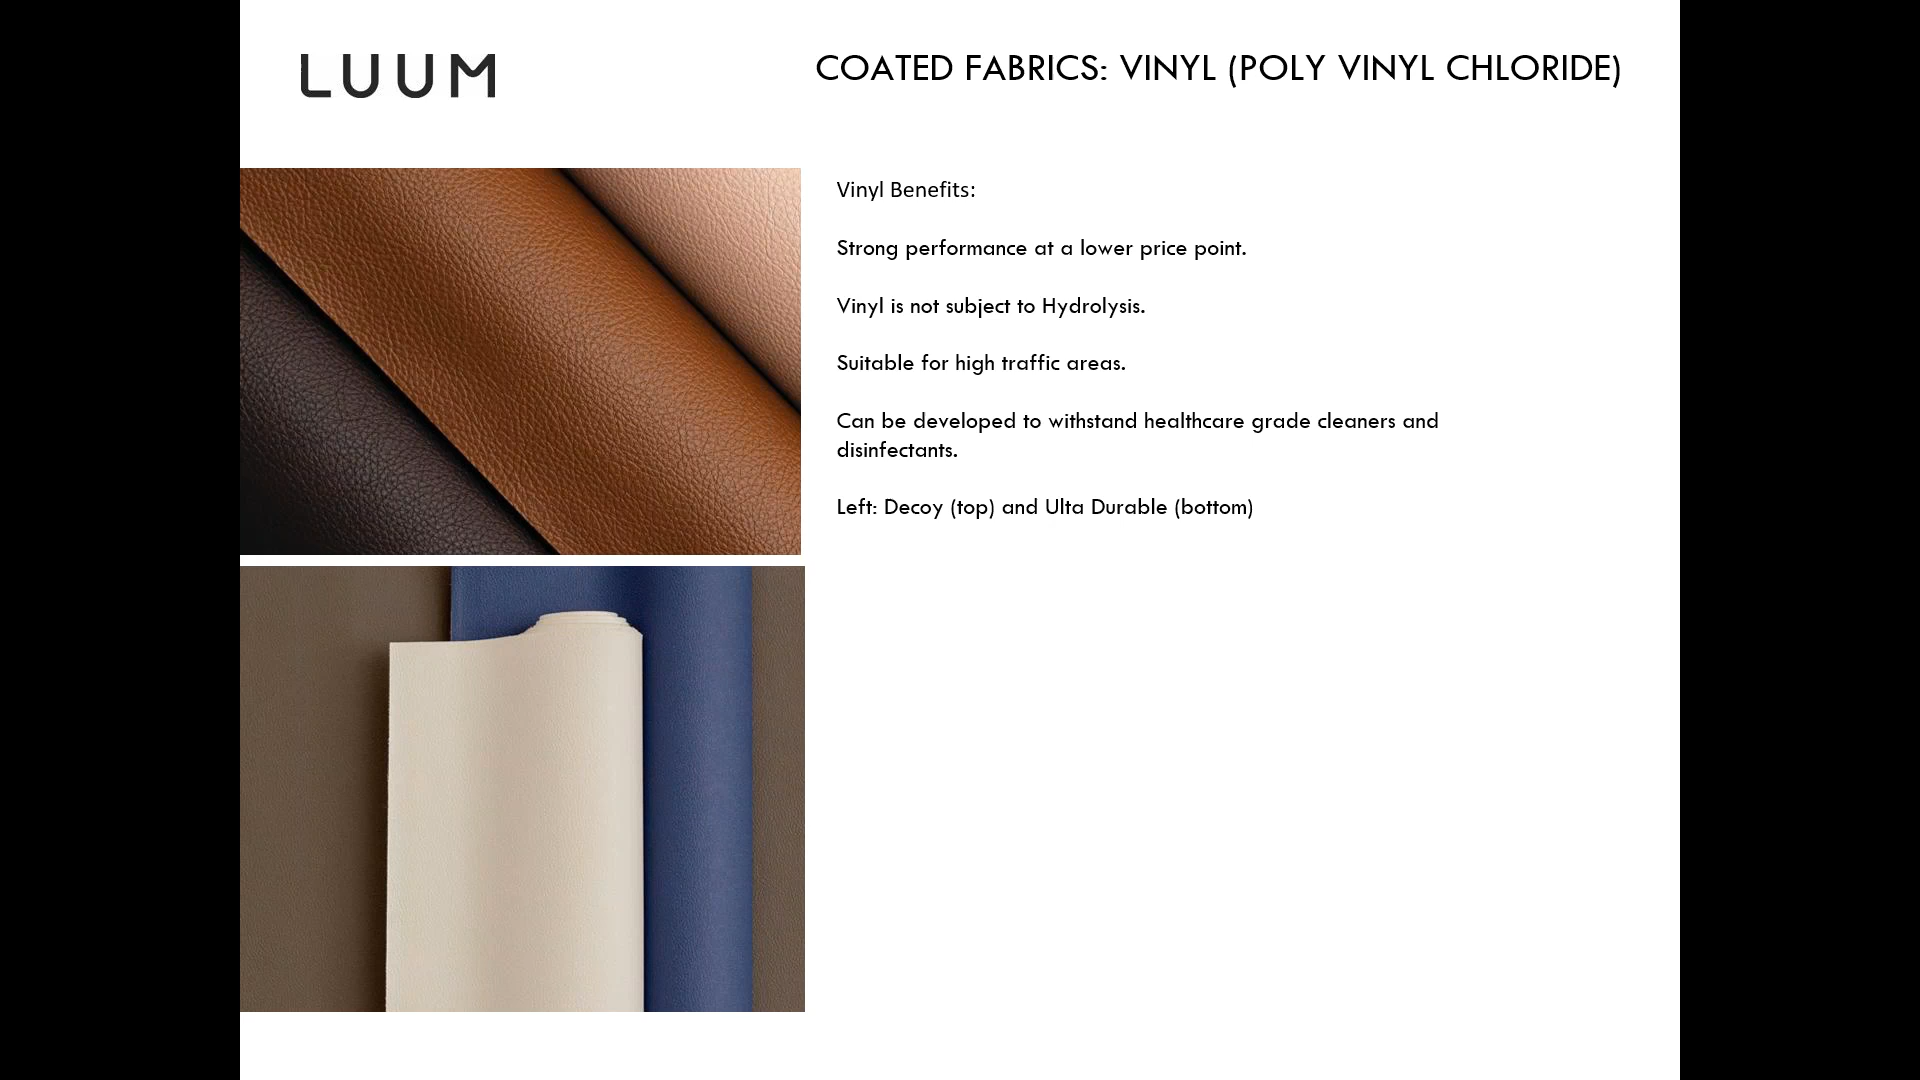 LUUM
COATED FABRICS: VINYL (POLY VINYL CHLORIDE)
Vinyl Benefits:
Strong performance at a lower price point.
Vinyl is not subject to Hydrolysis.
Suitable for high traffic areas.
Can be developed to withstand healthcare grade cleaners and
disinfectants.
Left: Decoy (top) and Ulta Durable (bottom)